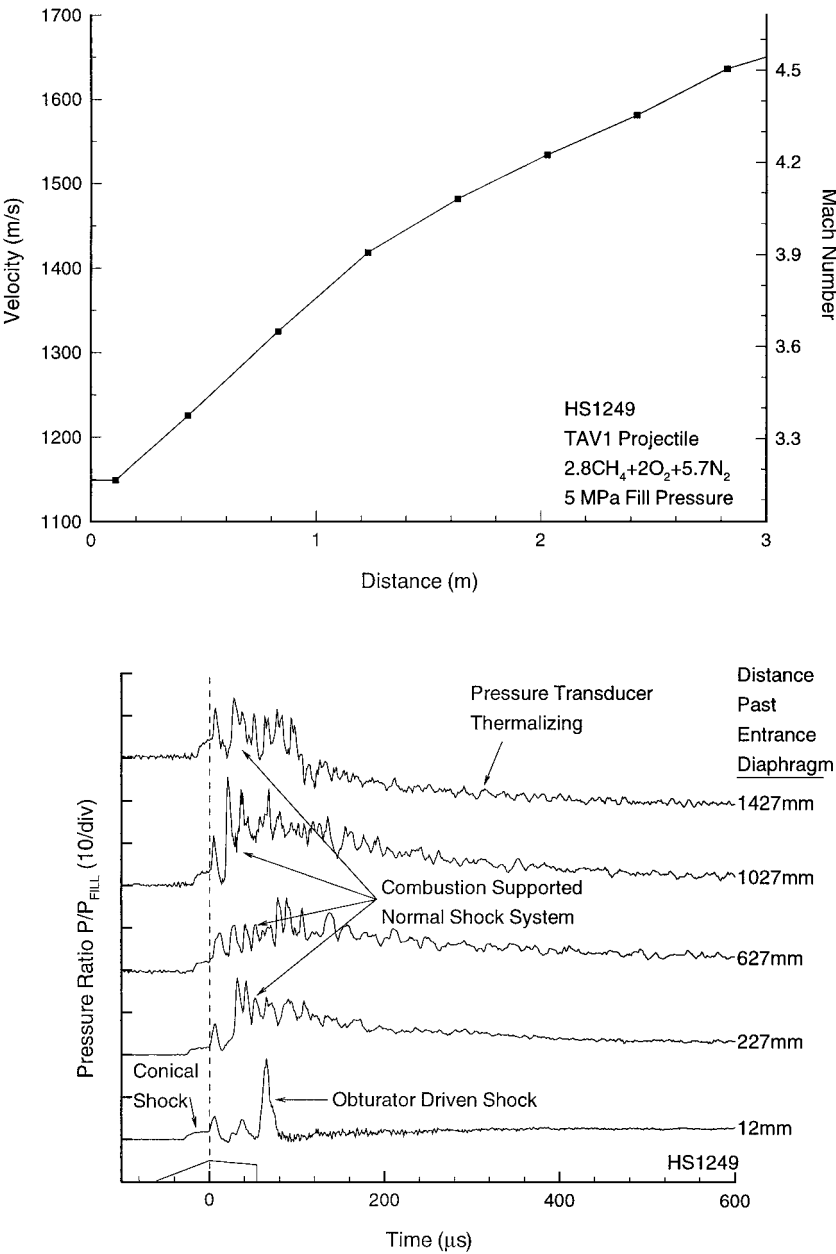 1700
1600
1500
1400
1300
1200
1100
Velocity (m/s)
4.5
4.2
3.9
3.6
3.3
Mach Number
HS1249
TAV1 Projectile
2.8CH₄+2O₂+5.7N₂
5 MPa Fill Pressure
0 1 2 3
Distance (m)
Distance
Past
Entrance
Diaphragm
Pressure Transducer
Thermalizing
1427mm
1027mm
Combustion Supported
Normal Shock System
627mm
227mm
Conical
Shock
Obturator Driven Shock
12mm
HS1249
Pressure Ratio P/P_FILL (10/div)
0 200 400 600
Time (μs)